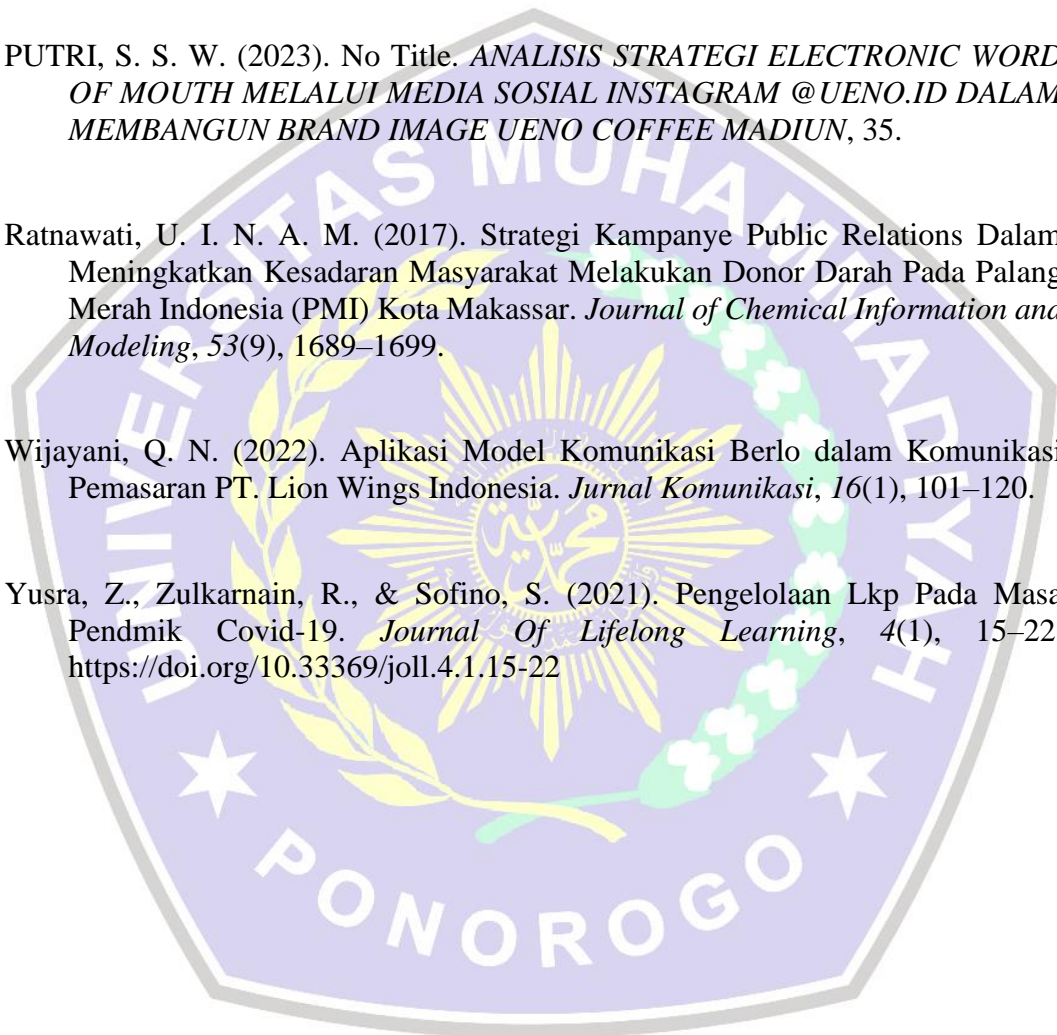 PUTRI, S. S. W. (2023). No Title. ANALISIS STRATEGI ELECTRONIC WORD
OF MOUTH MELALUI MEDIA SOSIAL INSTAGRAM @UENO.ID DALAM
MEMBANGUN BRAND IMAGE UENO COFFEE MADIUN, 35.
Ratnawati, U. I. N. A. M. (2017). Strategi Kampanye Public Relations Dalam
Meningkatkan Kesadaran Masyarakat Melakukan Donor Darah Pada Palang
Merah Indonesia (PMI) Kota Makassar. Journal of Chemical Information and
Modeling, 53(9), 1689–1699.
Wijayani, Q. N. (2022). Aplikasi Model Komunikasi Berlo dalam Komunikasi
Pemasaran PT. Lion Wings Indonesia. Jurnal Komunikasi, 16(1), 101–120.
Yusra, Z., Zulkarnain, R., & Sofino, S. (2021). Pengelolaan Lkp Pada Masa
Pendmik Covid-19. Journal Of Lifelong Learning, 4(1), 15–22
https://doi.org/10.33369/joll.4.1.15-22
UNIVERSITAS MUHAMMADIYAH
PONOROGO